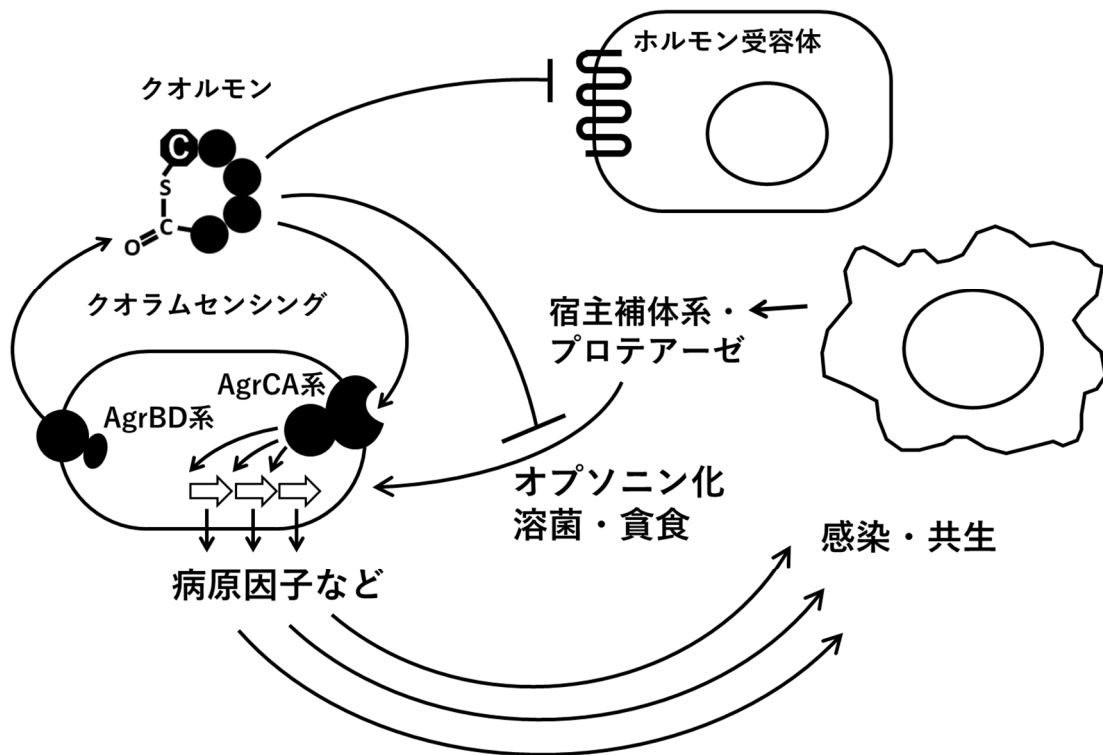 ホルモン受容体
クオルモン
C
S
C
O
クオラムセンシング
宿主補体系・
プロテアーゼ
AgrCA系
AgrBD系
オプソニン化
溶菌・貪食
感染・共生
病原因子など